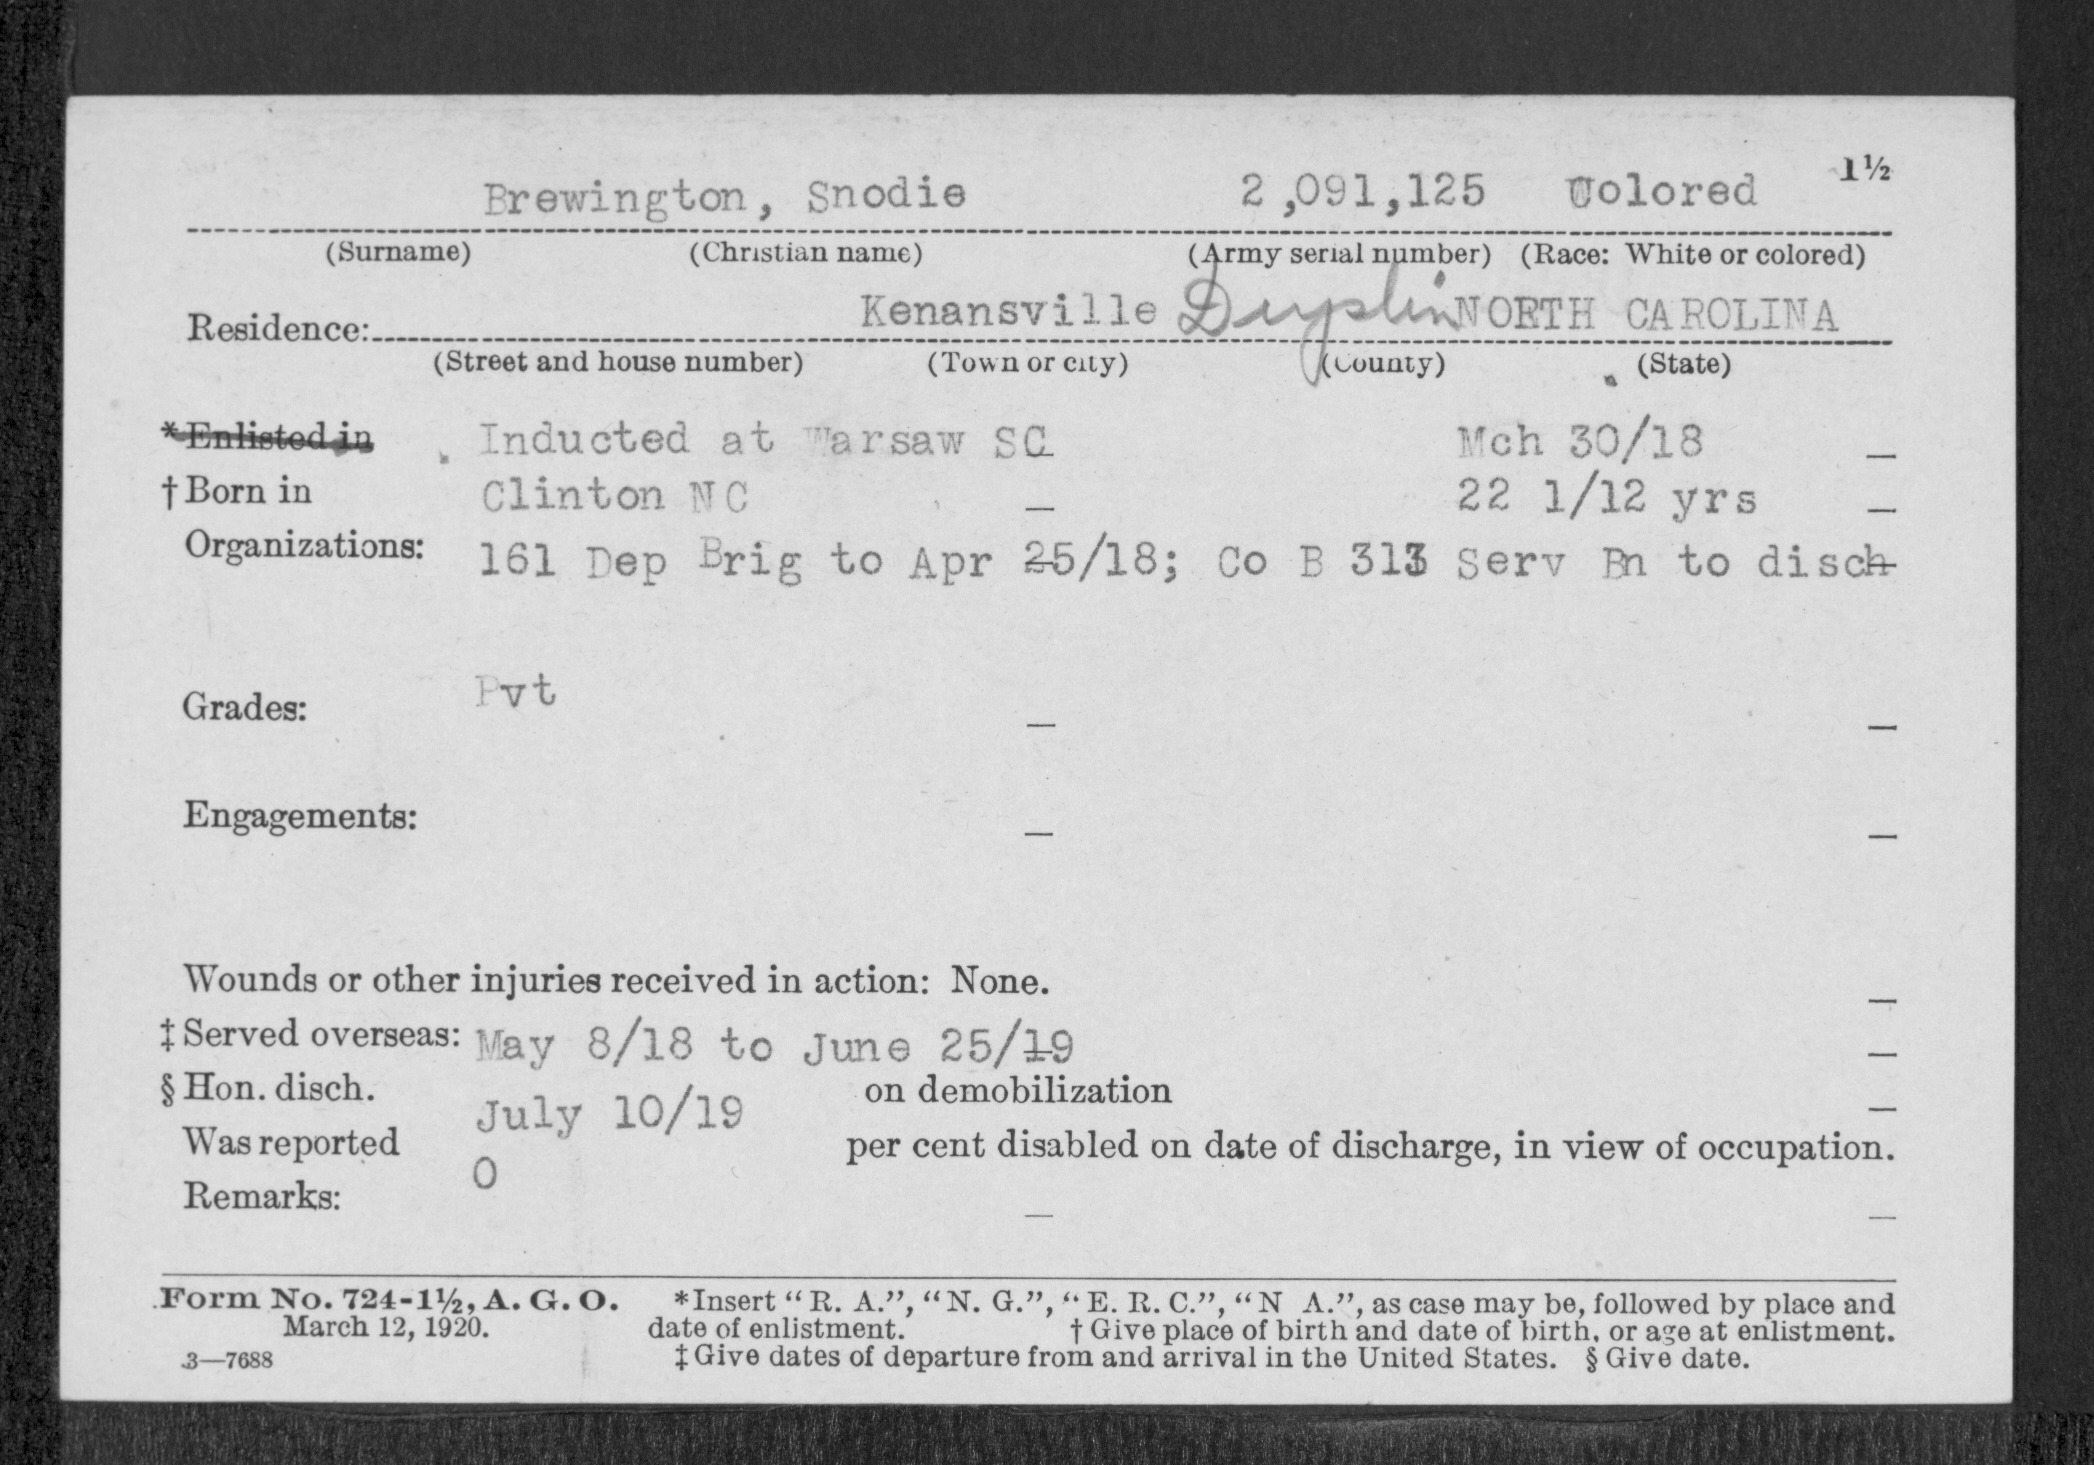 1½
Brewington, Snodie 2,091,125 Colored
(Surname) (Christian name) (Army serial number) (Race: White or colored)
Residence: Kenansville Duplin NORTH CAROLINA
(Street and house number) (Town or city) (County) (State)
*Enlisted in Inducted at Warsaw SC Mch 30/18
†Born in Clinton NC 22 1/12 yrs
Organizations: 161 Dep Brig to Apr 25/18; Co B 313 Serv Bn to disch
Grades: Pvt
Engagements:
Wounds or other injuries received in action: None.
‡Served overseas: May 8/18 to June 25/19
§Hon. disch. July 10/19 on demobilization
Was reported 0 per cent disabled on date of discharge, in view of occupation.
Remarks:
Form No. 724-1½, A. G. O. *Insert "R. A.", "N. G.", "E. R. C.", "N A.", as case may be, followed by place and
March 12, 1920. date of enlistment. †Give place of birth and date of birth, or age at enlistment.
3—7688 ‡Give dates of departure from and arrival in the United States. §Give date.